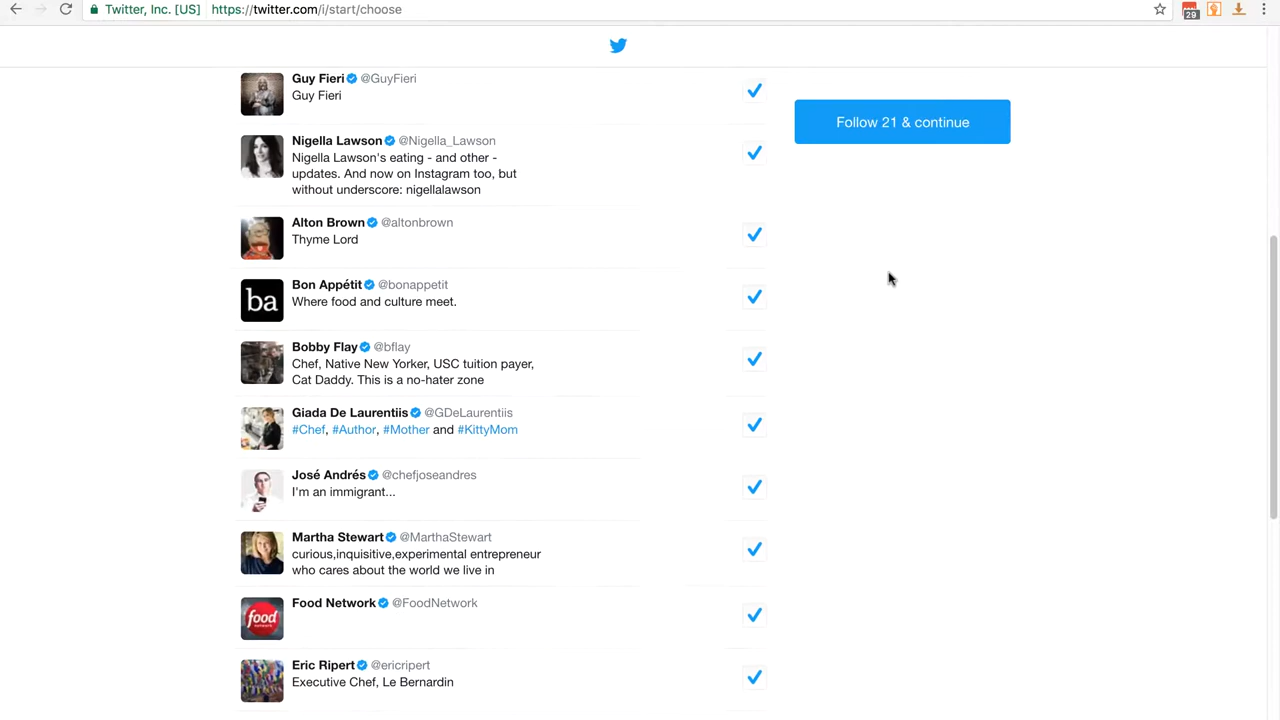 Twitter, Inc. [US] https://twitter.com/i/start/choose
29
Guy Fieri @GuyFieri
Guy Fieri
Follow 21 & continue
Nigella Lawson @Nigella_Lawson
Nigella Lawson's eating - and other -
updates. And now on Instagram too, but
without underscore: nigellalawson
Alton Brown @altonbrown
Thyme Lord
ba
Bon Appétit @bonappetit
Where food and culture meet.
Bobby Flay @bflay
Chef, Native New Yorker, USC tuition payer,
Cat Daddy. This is a no-hater zone
Giada De Laurentiis @GDeLaurentiis
#Chef, #Author, #Mother and #KittyMom
José Andrés @chefjoseandres
I'm an immigrant...
Martha Stewart @MarthaStewart
curious,inquisitive,experimental entrepreneur
who cares about the world we live in
food
network
Food Network @FoodNetwork
Eric Ripert @ericripert
Executive Chef, Le Bernardin